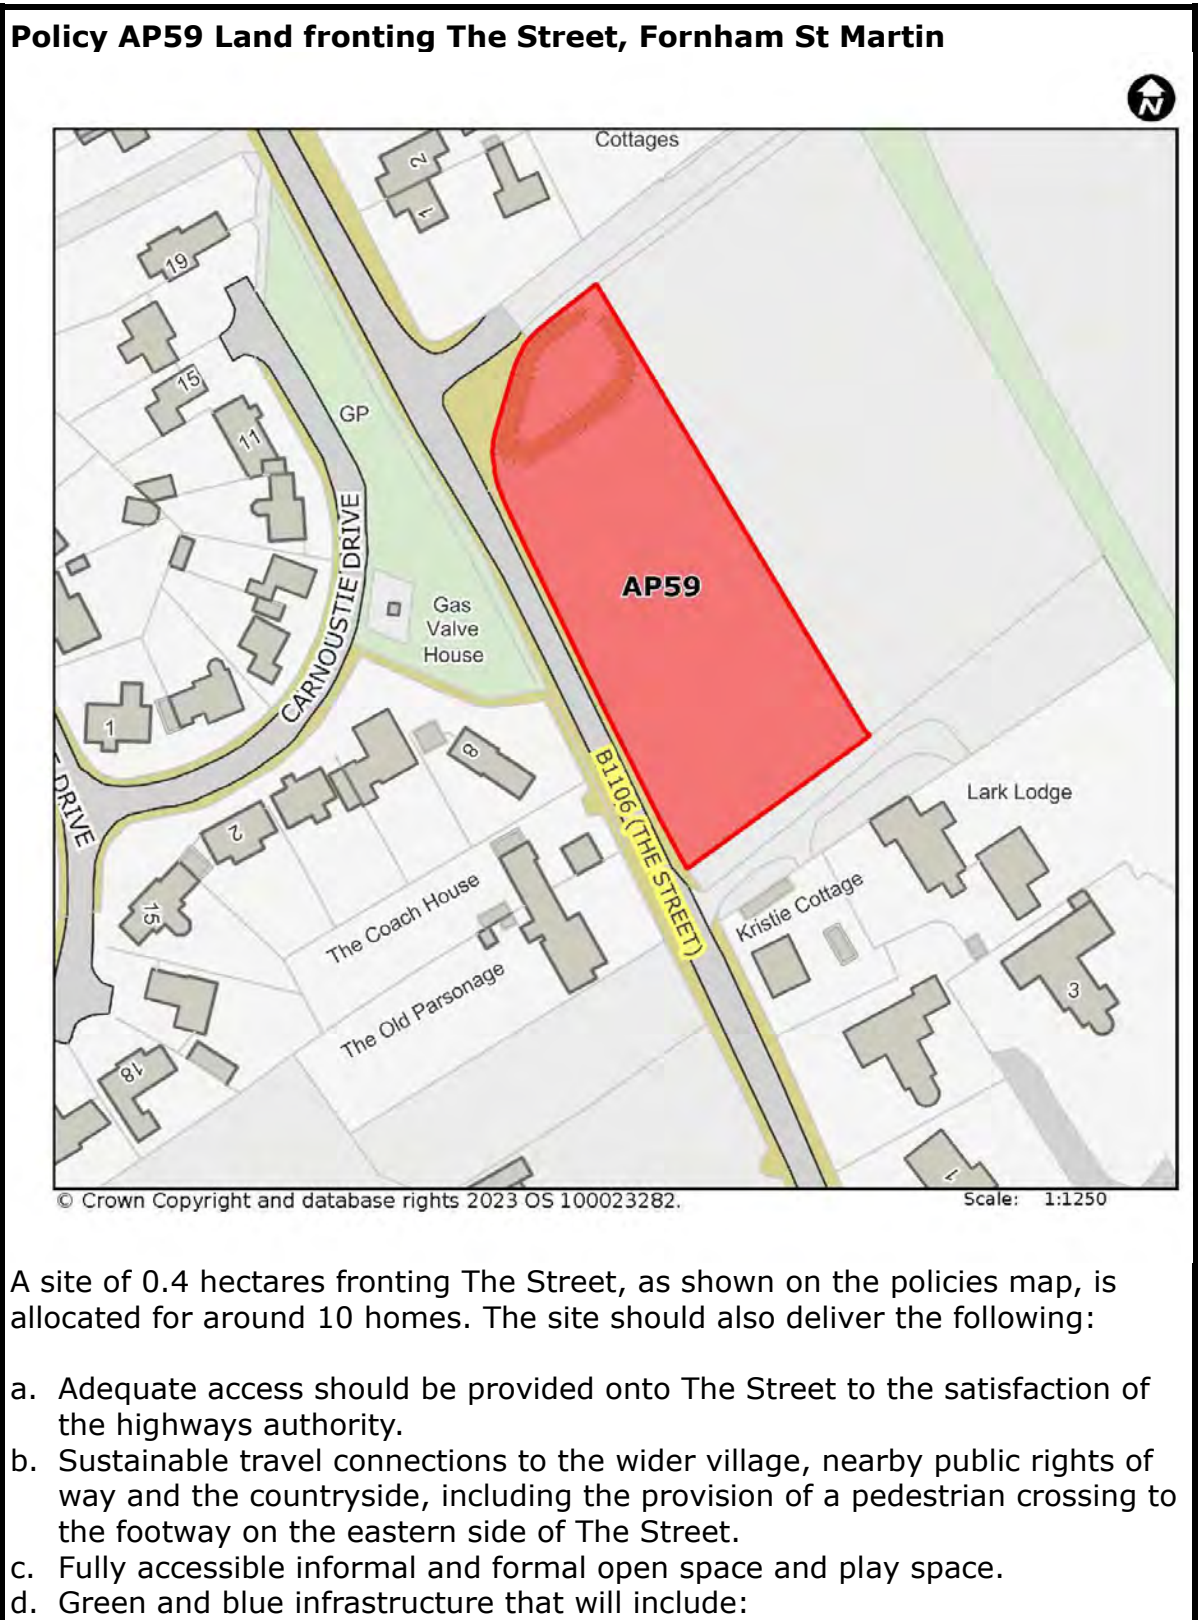 Policy AP59 Land fronting The Street, Fornham St Martin
N
Cottages
2
1
19
15
GP
11
CARNOUSTIE DRIVE
AP59
Gas
Valve
House
1
8
B1106 (THE STREET)
DRIVE
2
Lark Lodge
The Coach House
Kristie Cottage
15
3
The Old Parsonage
18
1
© Crown Copyright and database rights 2023 OS 100023282.
Scale: 1:1250
A site of 0.4 hectares fronting The Street, as shown on the policies map, is
allocated for around 10 homes. The site should also deliver the following:
a. Adequate access should be provided onto The Street to the satisfaction of
the highways authority.
b. Sustainable travel connections to the wider village, nearby public rights of
way and the countryside, including the provision of a pedestrian crossing to
the footway on the eastern side of The Street.
c. Fully accessible informal and formal open space and play space.
d. Green and blue infrastructure that will include: